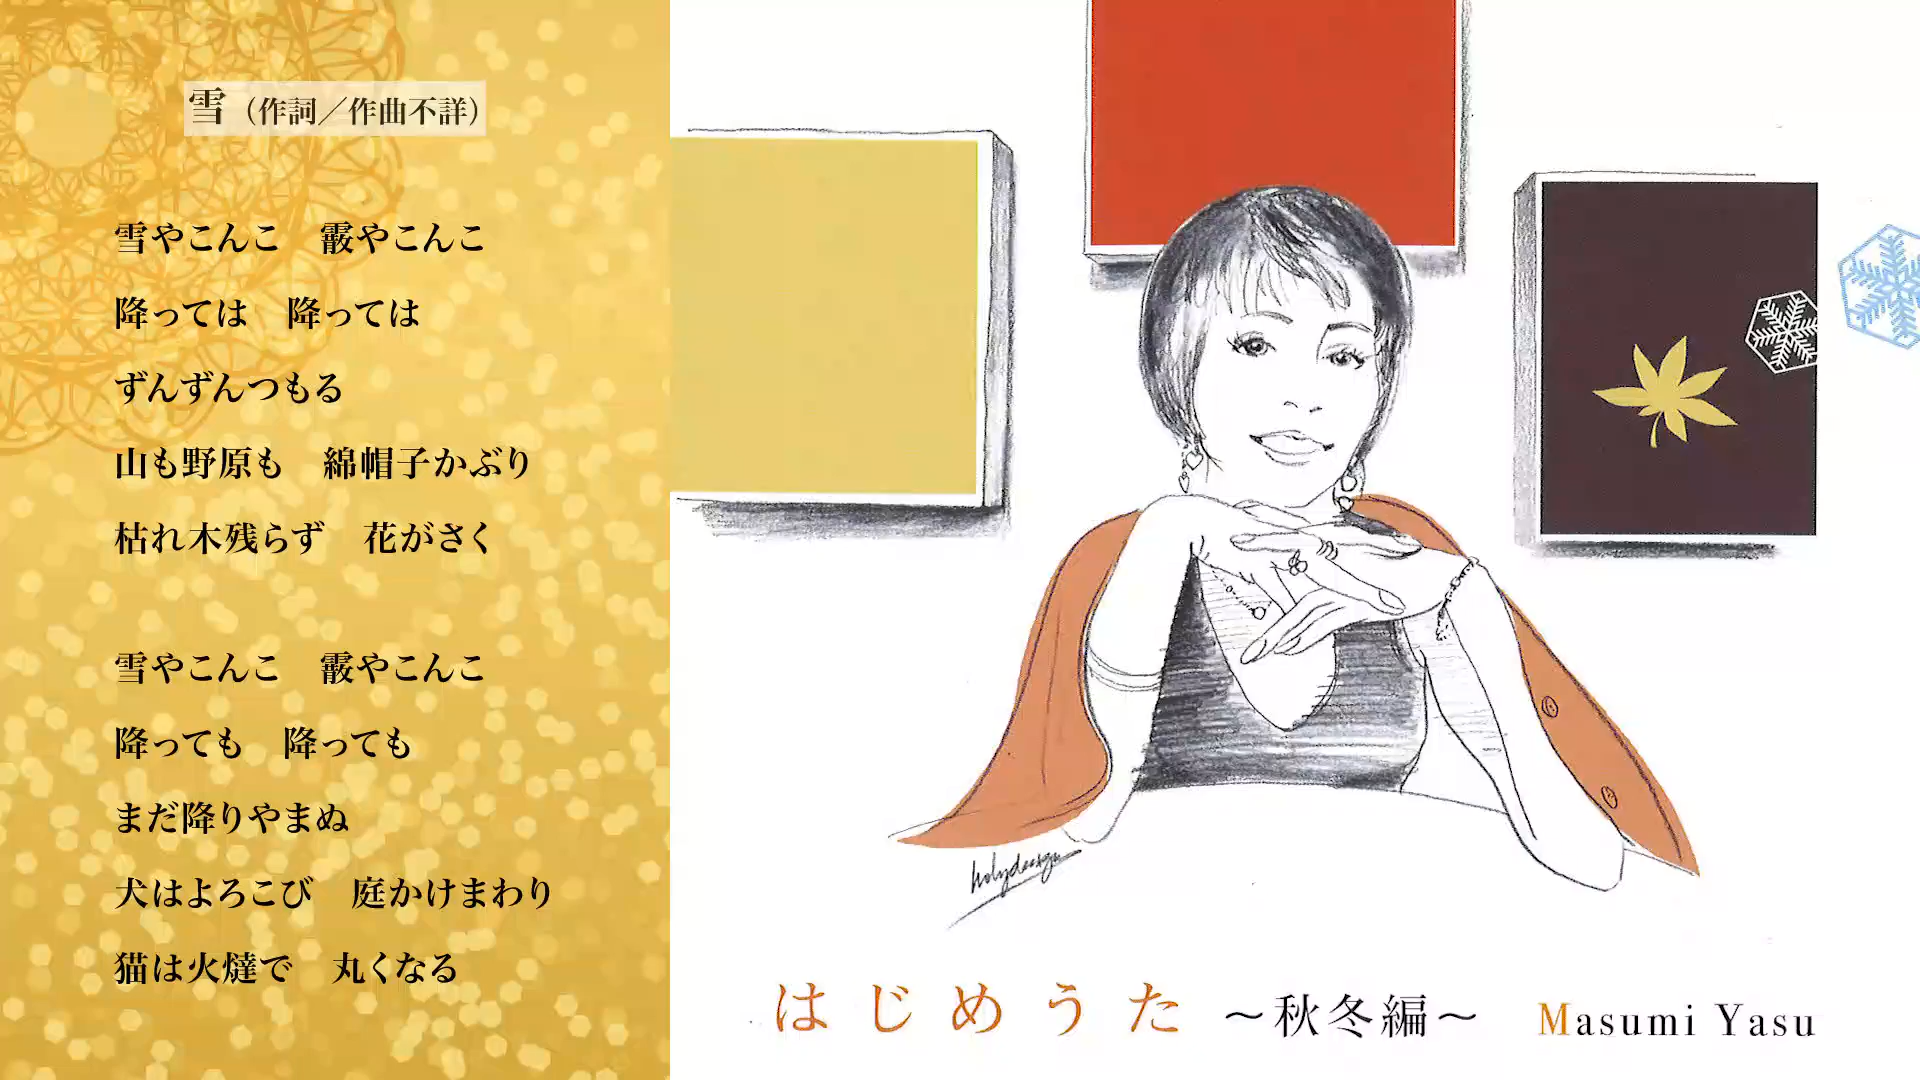 雪（作詞／作曲不詳）
雪やこんこ　霰やこんこ
降っては　降っては
ずんずんつもる
山も野原も　綿帽子かぶり
枯れ木残らず　花がさく
雪やこんこ　霰やこんこ
降っても　降っても
まだ降りやまぬ
犬はよろこび　庭かけまわり
猫は火燵で　丸くなる
holydesign
はじめうた ～秋冬編～ Masumi Yasu